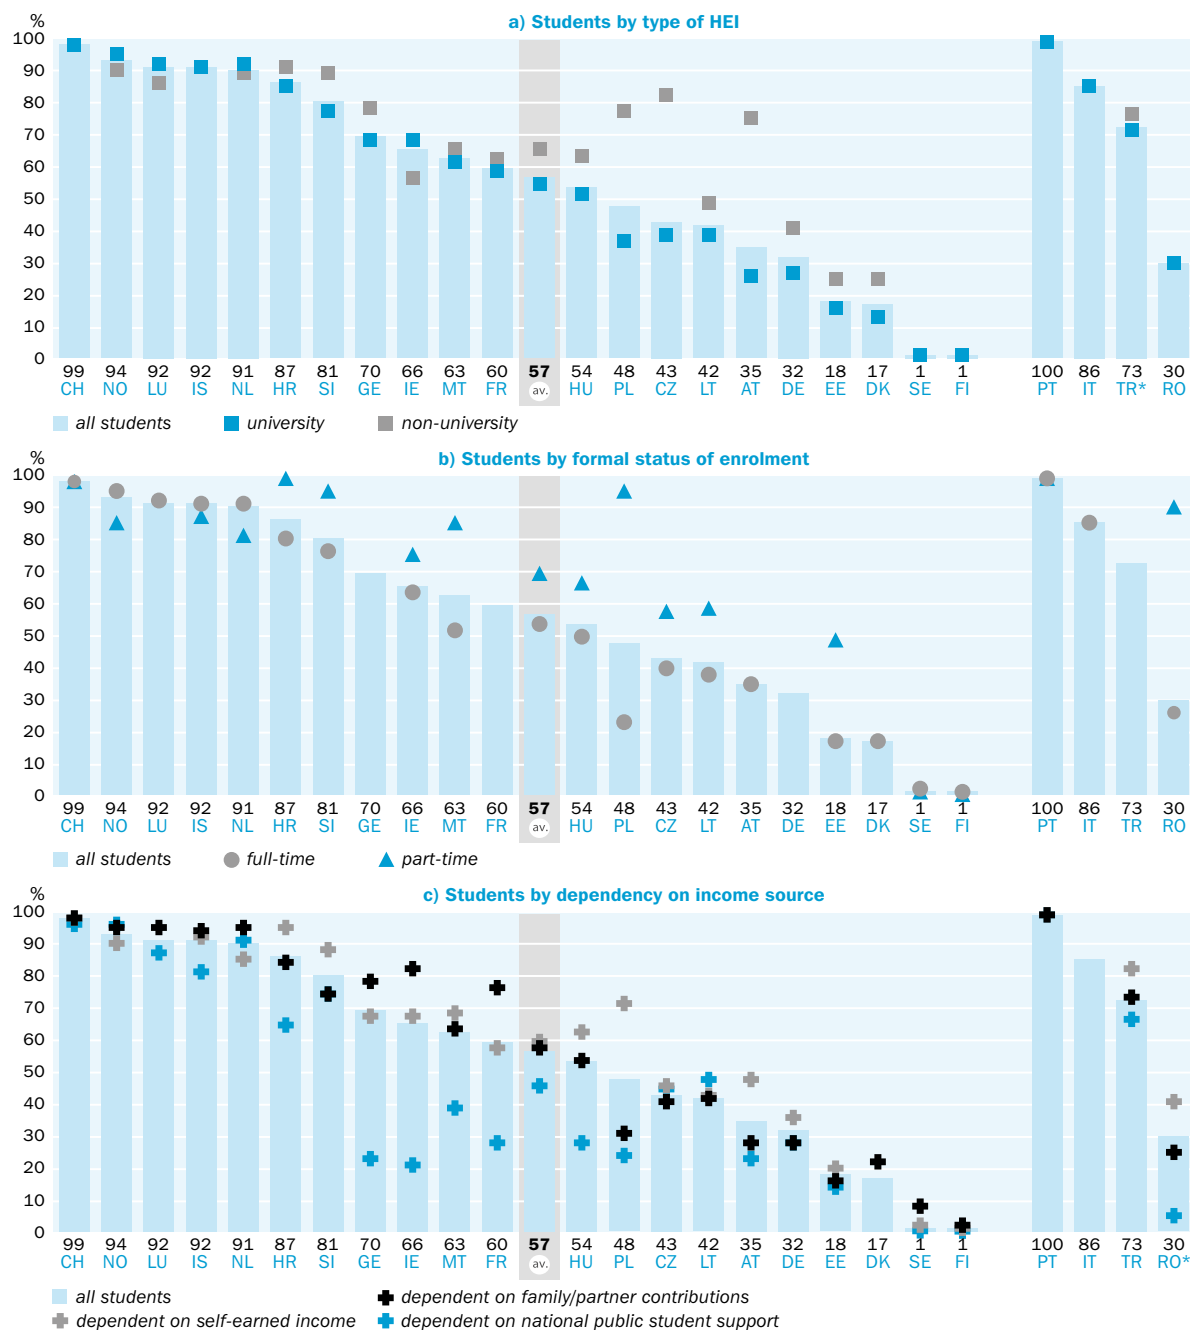 a) Students by type of HEI
%
100
90
80
70
60
50
40
30
20
10
0
99 94 92 92 91 87 81 70 66 63 60 57 54 48 43 42 35 32 18 17 1 1 100 86 73 30
CH NO LU IS NL HR SI GE IE MT FR av. HU PL CZ LT AT DE EE DK SE FI PT IT TR* RO
all students university non-university
b) Students by formal status of enrolment
%
100
90
80
70
60
50
40
30
20
10
0
99 94 92 92 91 87 81 70 66 63 60 57 54 48 43 42 35 32 18 17 1 1 100 86 73 30
CH NO LU IS NL HR SI GE IE MT FR av. HU PL CZ LT AT DE EE DK SE FI PT IT TR RO
all students full-time part-time
c) Students by dependency on income source
%
100
90
80
70
60
50
40
30
20
10
0
99 94 92 92 91 87 81 70 66 63 60 57 54 48 43 42 35 32 18 17 1 1 100 86 73 30
CH NO LU IS NL HR SI GE IE MT FR av. HU PL CZ LT AT DE EE DK SE FI PT IT TR RO*
all students dependent on family/partner contributions
dependent on self-earned income dependent on national public student support